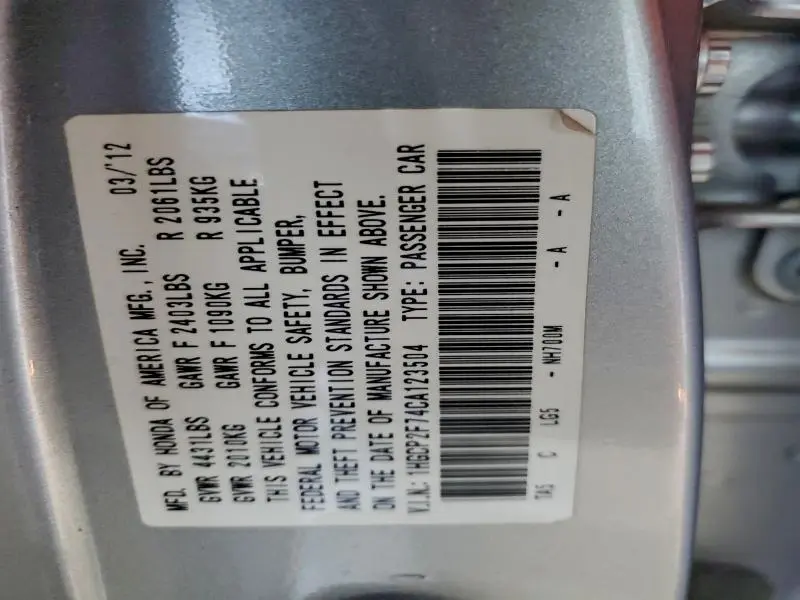 MFD. BY HONDA OF AMERICA MFG., INC. 03/'12
GVWR 4431LBS GAWR F 2403LBS R 2061LBS
GVWR 2010KG GAWR F 1090KG R 935KG
THIS VEHICLE CONFORMS TO ALL APPLICABLE
FEDERAL MOTOR VEHICLE SAFETY, BUMPER,
AND THEFT PREVENTION STANDARDS IN EFFECT
ON THE DATE OF MANUFACTURE SHOWN ABOVE.
V.I.N.: 1HGCP2F74CA123504 TYPE: PASSENGER CAR
TA5 C LG5 - NH700M - A - A